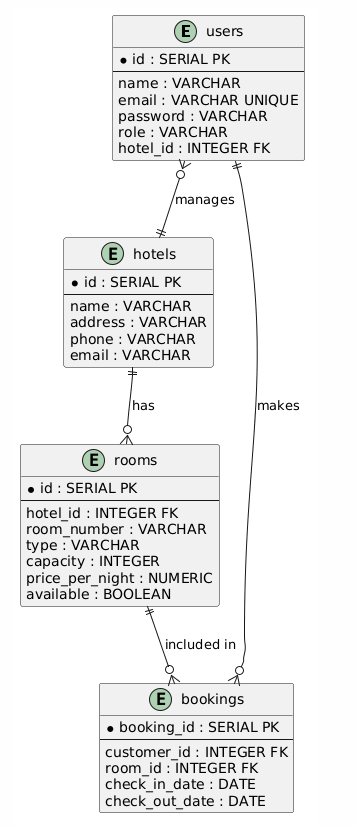 E users
* id : SERIAL PK
name : VARCHAR
email : VARCHAR UNIQUE
password : VARCHAR
role : VARCHAR
hotel_id : INTEGER FK
manages
E hotels
* id : SERIAL PK
name : VARCHAR
address : VARCHAR
phone : VARCHAR
email : VARCHAR
has
makes
E rooms
* id : SERIAL PK
hotel_id : INTEGER FK
room_number : VARCHAR
type : VARCHAR
capacity : INTEGER
price_per_night : NUMERIC
available : BOOLEAN
included in
E bookings
* booking_id : SERIAL PK
customer_id : INTEGER FK
room_id : INTEGER FK
check_in_date : DATE
check_out_date : DATE